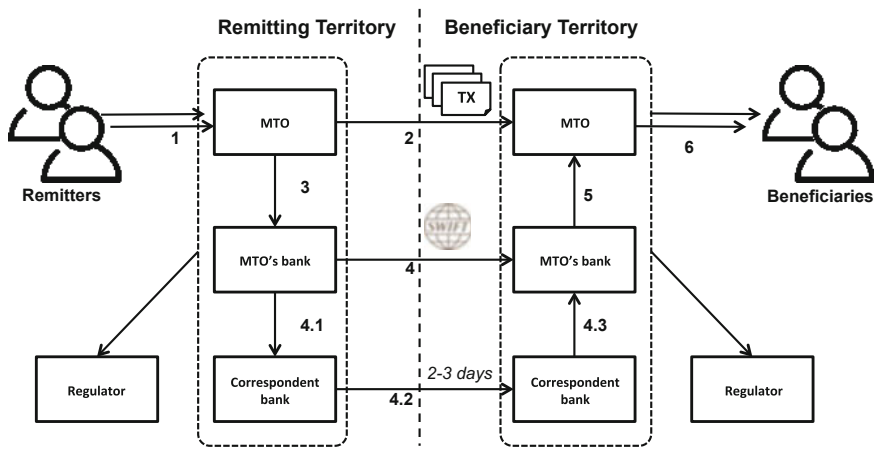 Remitting Territory
Beneficiary Territory
TX
MTO
MTO
1
2
6
Remitters
Beneficiaries
3
5
SWIFT
MTO's bank
MTO's bank
4
4.1
4.3
2-3 days
Regulator
Correspondent
bank
Correspondent
bank
Regulator
4.2